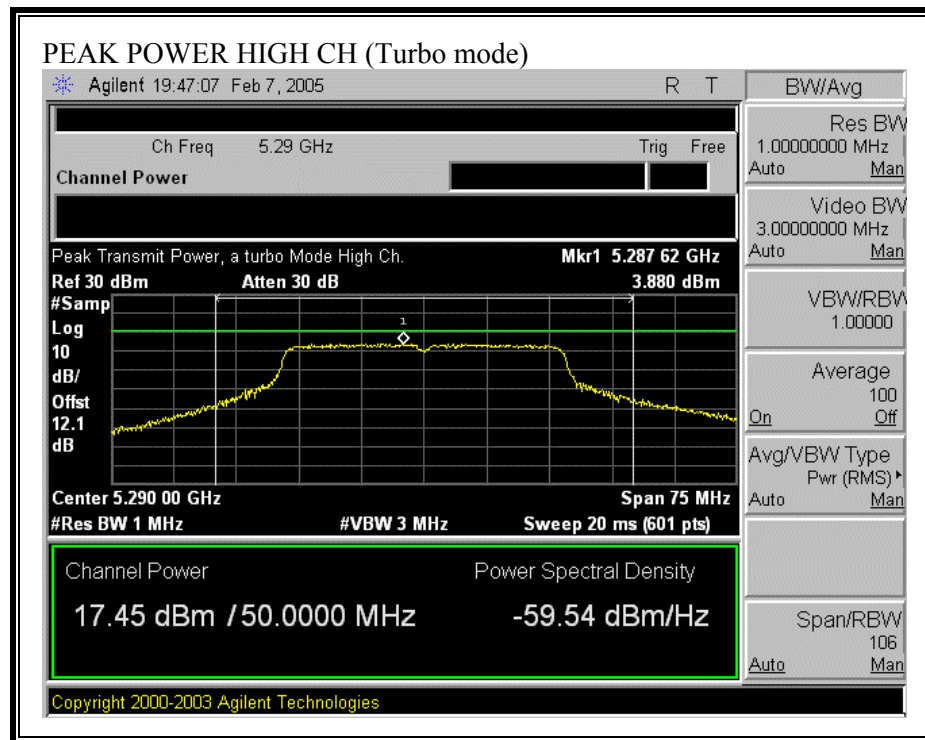 PEAK POWER HIGH CH (Turbo mode)
Agilent 19:47:07 Feb 7, 2005 R T
BW/Avg
Ch Freq 5.29 GHz Trig Free
Channel Power
Res BW
1.00000000 MHz
Auto Man
Video BW
3.00000000 MHz
Auto Man
Peak Transmit Power, a turbo Mode High Ch. Mkr1 5.287 62 GHz
Ref 30 dBm Atten 30 dB 3.880 dBm
#Samp
Log
10
dB/
Offst
12.1
dB
1
VBW/RBW
1.00000
Average
100
On Off
Avg/VBW Type
Pwr (RMS)
Auto Man
Center 5.290 00 GHz Span 75 MHz
#Res BW 1 MHz #VBW 3 MHz Sweep 20 ms (601 pts)
Channel Power Power Spectral Density
17.45 dBm / 50.0000 MHz -59.54 dBm/Hz
Span/RBW
106
Auto Man
Copyright 2000-2003 Agilent Technologies